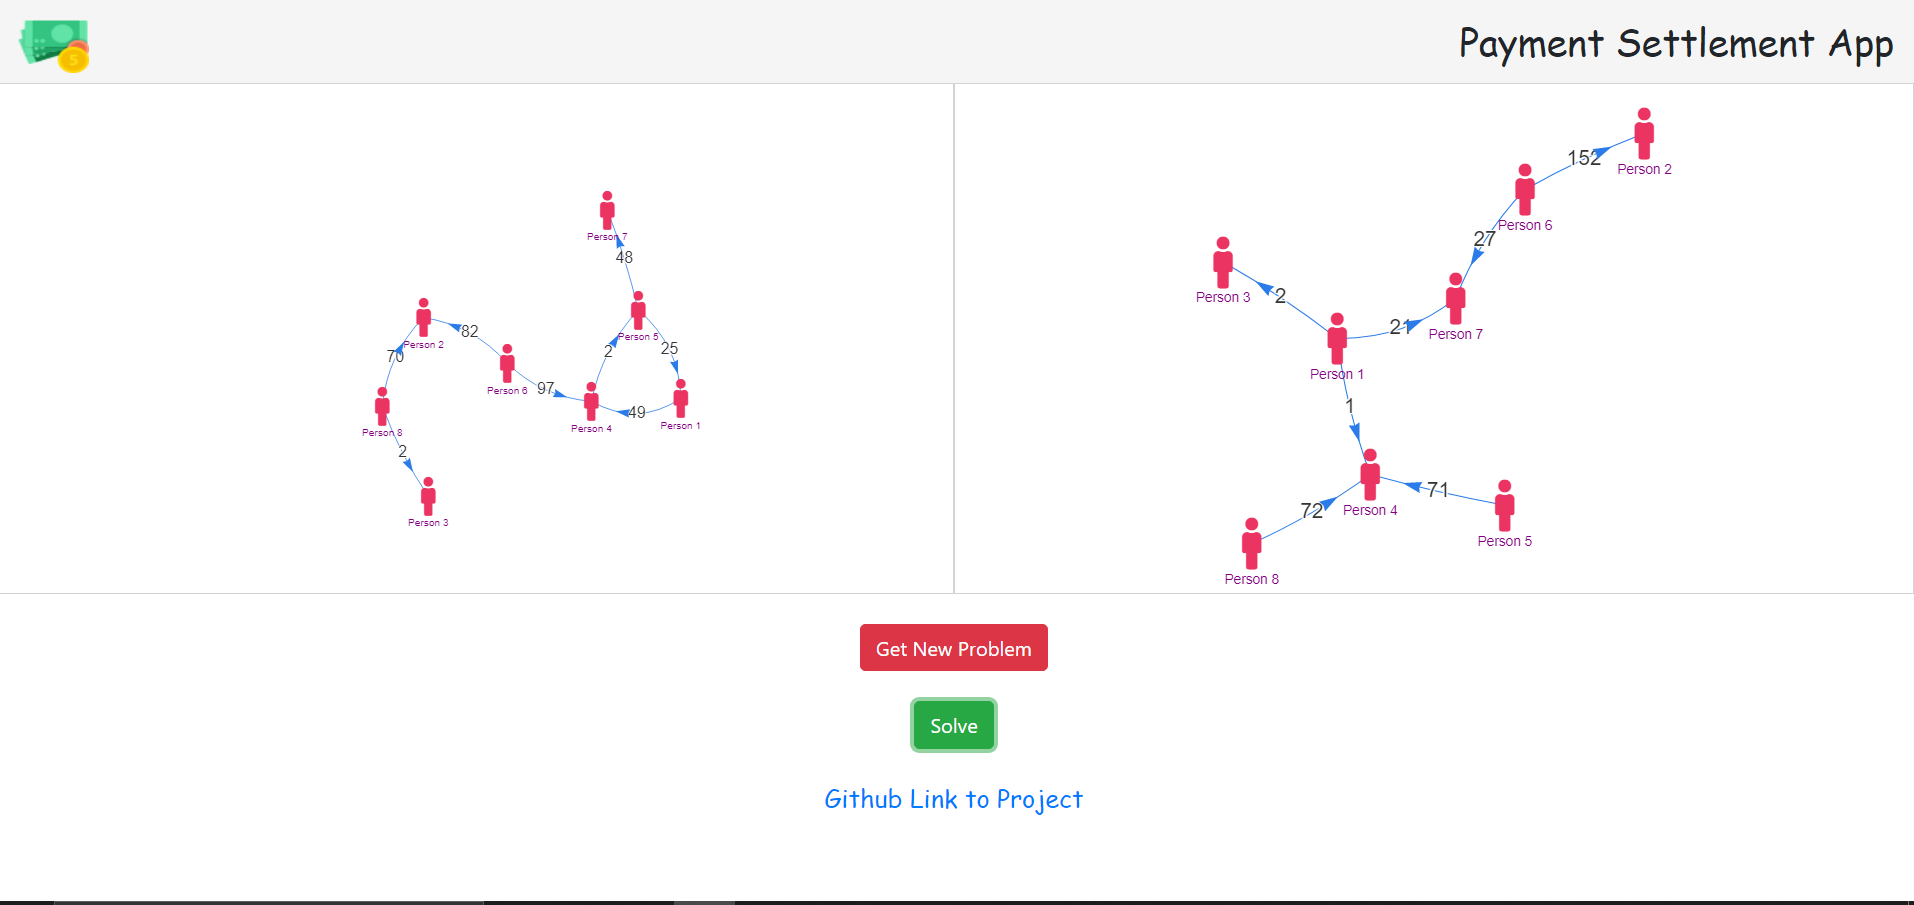 5
Payment Settlement App
Person 7
48
Person 2
82
Person 5
70
2
25
Person 6
97
49
Person 8
Person 4
Person 1
2
Person 3
152
Person 2
Person 6
27
Person 3
2
21
Person 7
Person 1
1
72
Person 4
71
Person 5
Person 8
Get New Problem
Solve
Github Link to Project